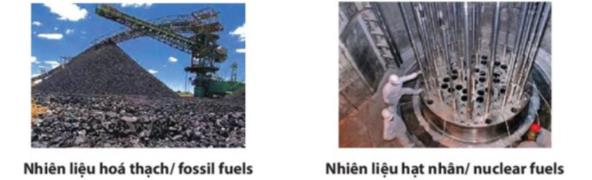 Nhiên liệu hoá thạch/ fossil fuels
Nhiên liệu hạt nhân/ nuclear fuels